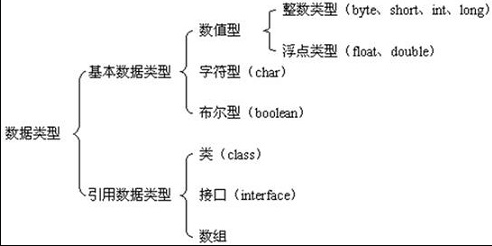 整数类型（byte、short、int、long）
数值型
浮点类型（float、double）
基本数据类型
字符型（char）
布尔型（boolean）
数据类型
类（class）
引用数据类型
接口（interface）
数组